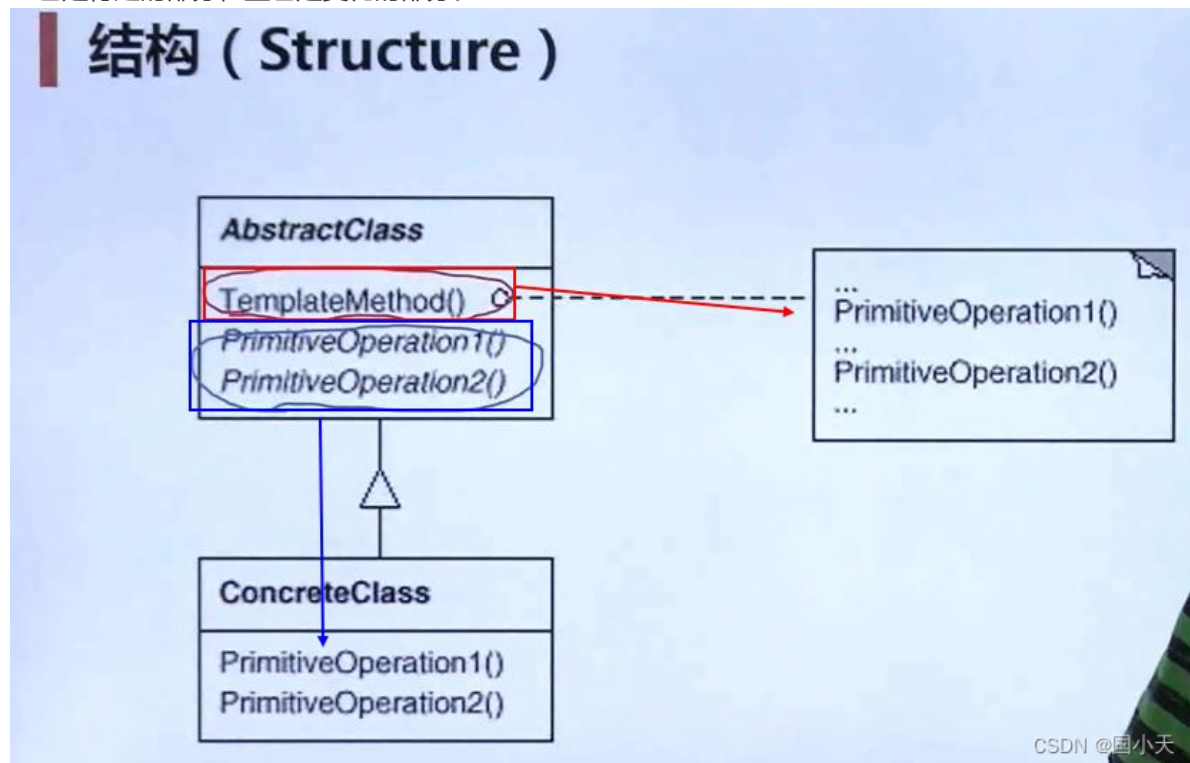 结构（Structure）
AbstractClass
TemplateMethod()
PrimitiveOperation1()
PrimitiveOperation2()
...
PrimitiveOperation1()
...
PrimitiveOperation2()
...
ConcreteClass
PrimitiveOperation1()
PrimitiveOperation2()
CSDN @国小天